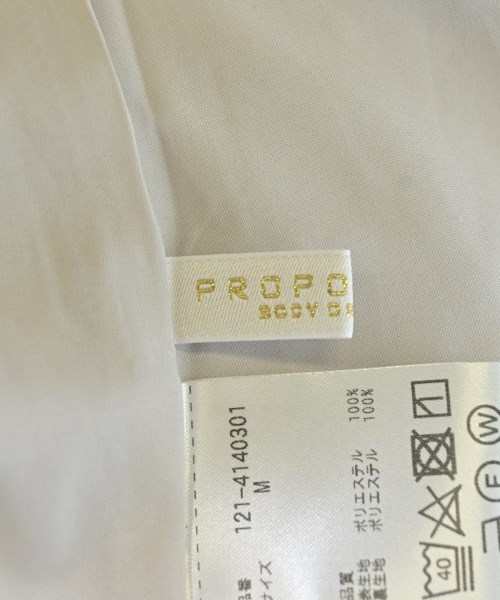 PROPO
BODY DR
品番 121-4140301
サイズ M
品質
表生地 ポリエステル 100%
裏生地 ポリエステル 100%
40
F
W